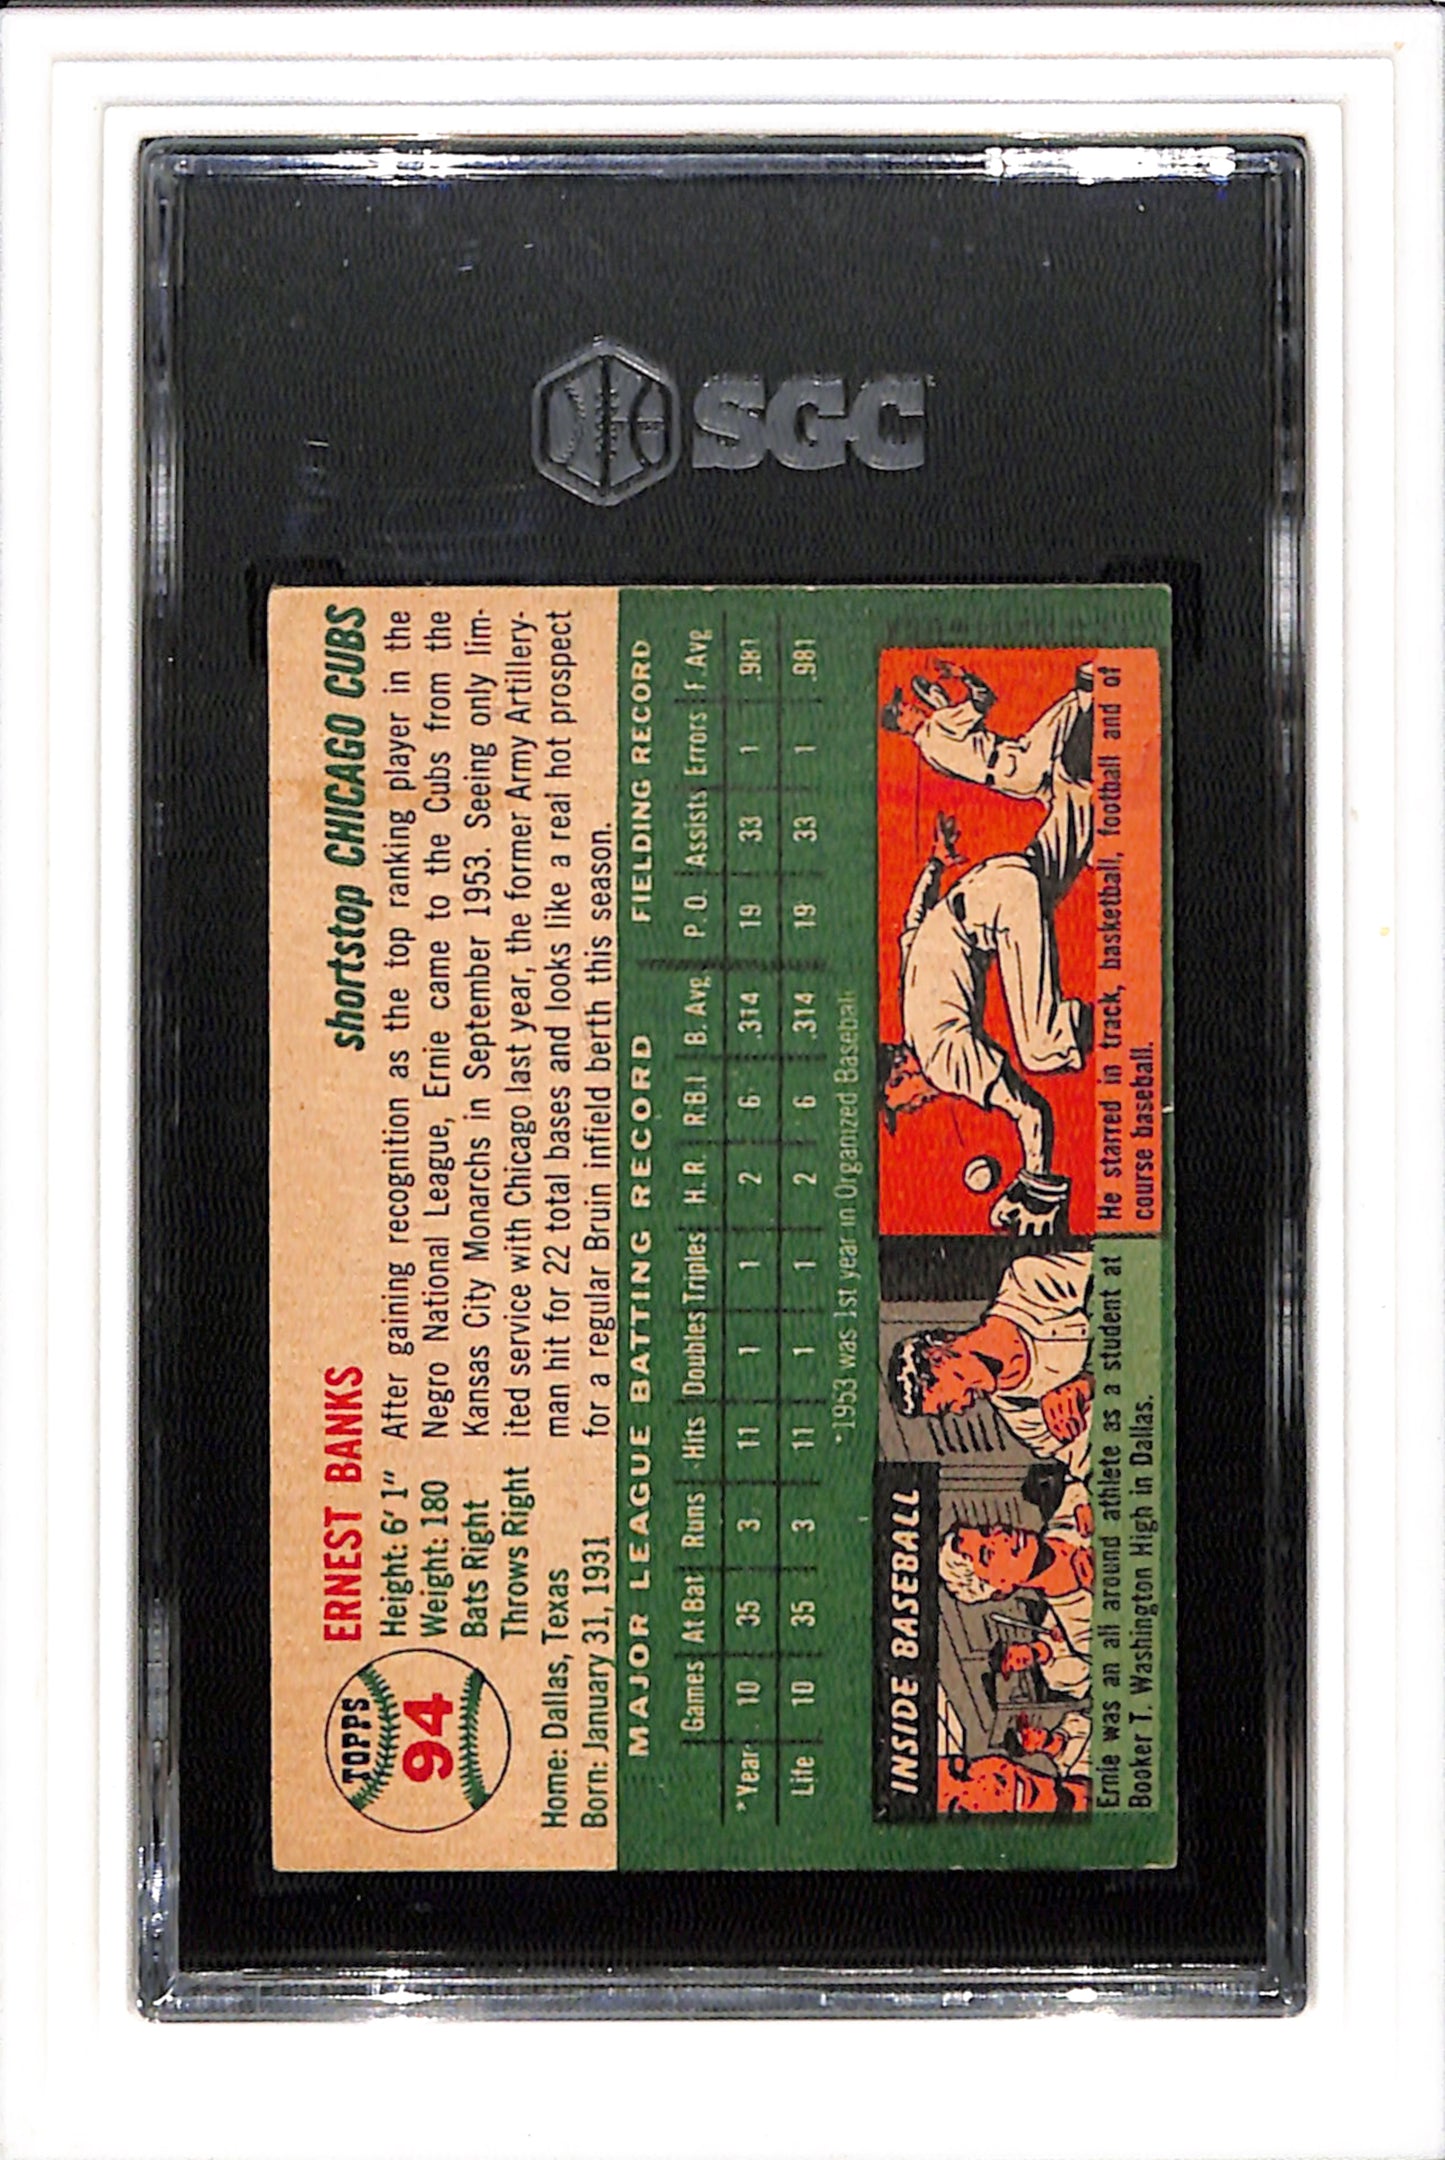 SGC
TOPPS
94
ERNEST BANKS
shortstop CHICAGO CUBS
Height: 6' 1"
Weight: 180
Bats Right
Throws Right
Home: Dallas, Texas
Born: January 31, 1931
After gaining recognition as the top ranking player in the
Negro National League, Ernie came to the Cubs from the
Kansas City Monarchs in September 1953. Seeing only lim-
ited service with Chicago last year, the former Army Artillery-
man hit for 22 total bases and looks like a real hot prospect
for a regular Bruin infield berth this season.
MAJOR LEAGUE BATTING RECORD FIELDING RECORD
Games At Bat Runs Hits Doubles Triples H.R. R.B.I B. Avg P.O. Assists Errors F. Avg
*Year 10 35 3 11 1 1 2 6 .314 19 33 1 .981
Life 10 35 3 11 1 1 2 6 .314 19 33 1 .981
*1953 was 1st year in Organized Baseball
INSIDE BASEBALL
Ernie was an all around athlete as a student at
Booker T. Washington High in Dallas.
He starred in track, basketball, football and of
course baseball.